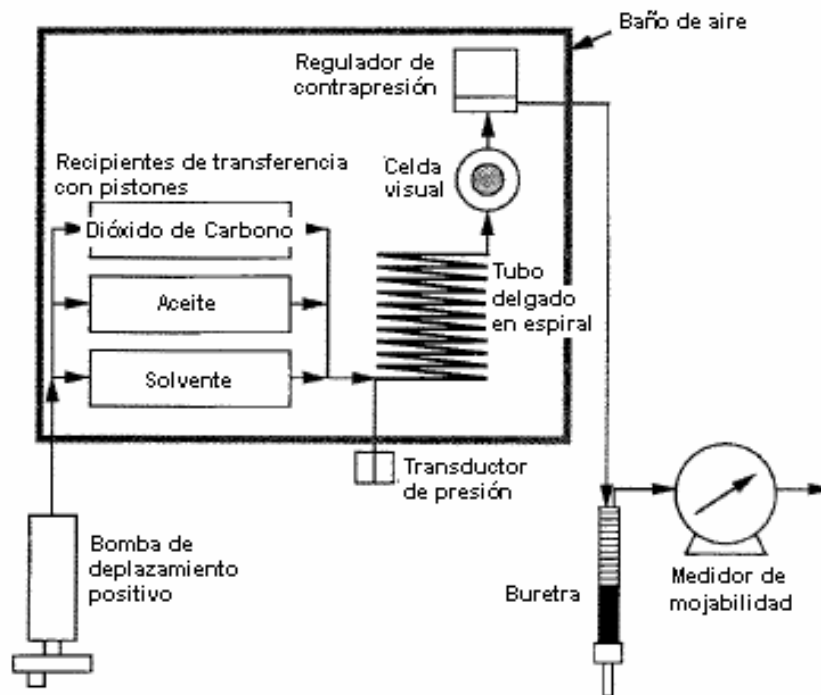 Baño de aire
Regulador de
contrapresión
Recipientes de transferencia
con pistones
Celda
visual
Dióxido de Carbono
Aceite
Solvente
Tubo
delgado
en espiral
Transductor
de presión
Bomba de
deplazamiento
positivo
Buretra
Medidor de
mojabilidad